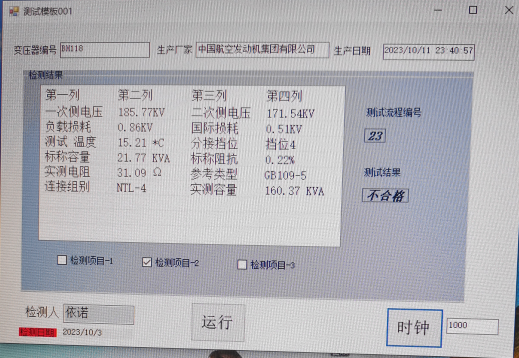 测试模板001
变压器编号 BM118 生产厂家 中国航空发动机集团有限公司 生产日期 2023/10/11 23:40:57
检测结果
第一列 第二列 第三列 第四列
一次侧电压 185.77KV 二次侧电压 171.54KV
负载损耗 0.86KV 国际损耗 0.51KV
测试 温度 15.21 *C 分接挡位 挡位4
标称容量 21.77 KVA 标称阻抗 0.22%
实测电阻 31.09 Ω 参考类型 GB109-5
连接组别 NTL-4 实测容量 160.37 KVA
测试流程编号
23
测试结果
不合格
检测项目-1 检测项目-2 检测项目-3
检测人 依诺 运行 时钟 1000
检测日期 2023/10/3